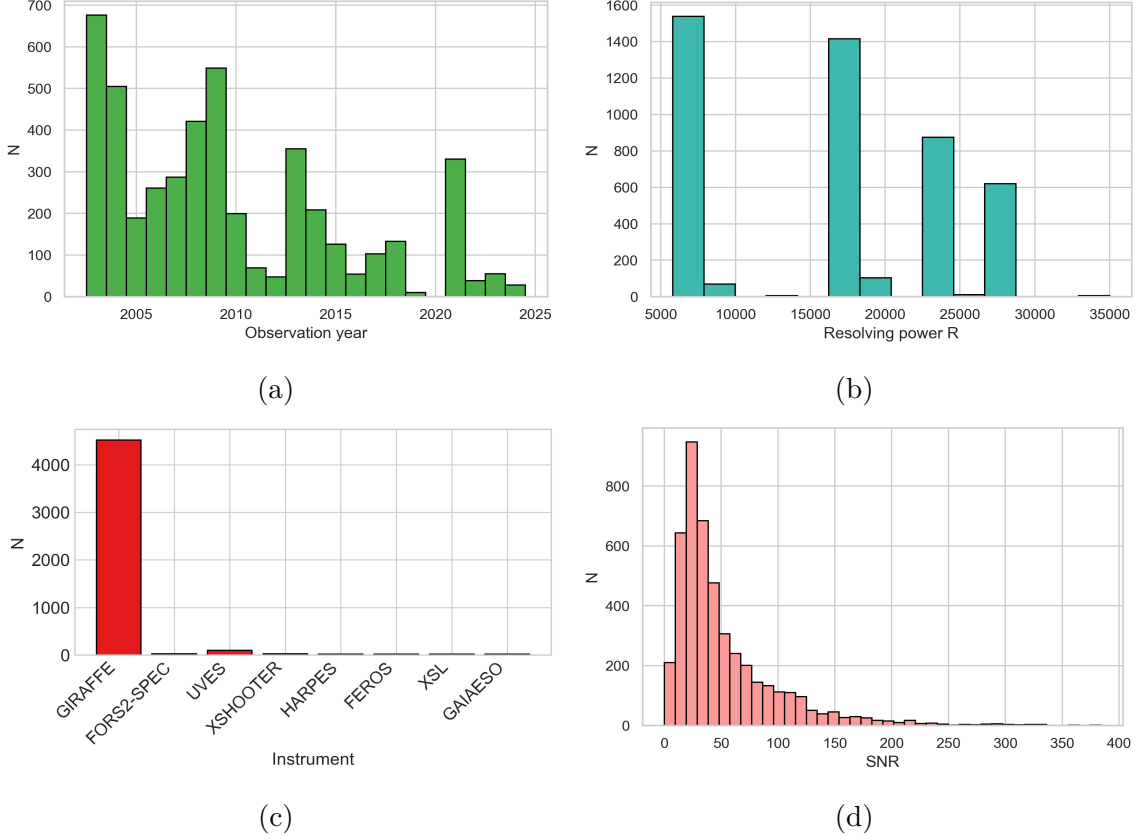 700
600
500
400
300
200
100
0
N
2005 2010 2015 2020 2025
Observation year
(a)
1600
1400
1200
1000
800
600
400
200
0
N
5000 10000 15000 20000 25000 30000 35000
Resolving power R
(b)
4000
3000
2000
1000
0
N
GIRAFFE
FORS2-SPEC
UVES
XSHOOTER
HARPES
FEROS
XSL
GAIAESO
Instrument
(c)
800
600
400
200
0
N
0 50 100 150 200 250 300 350 400
SNR
(d)